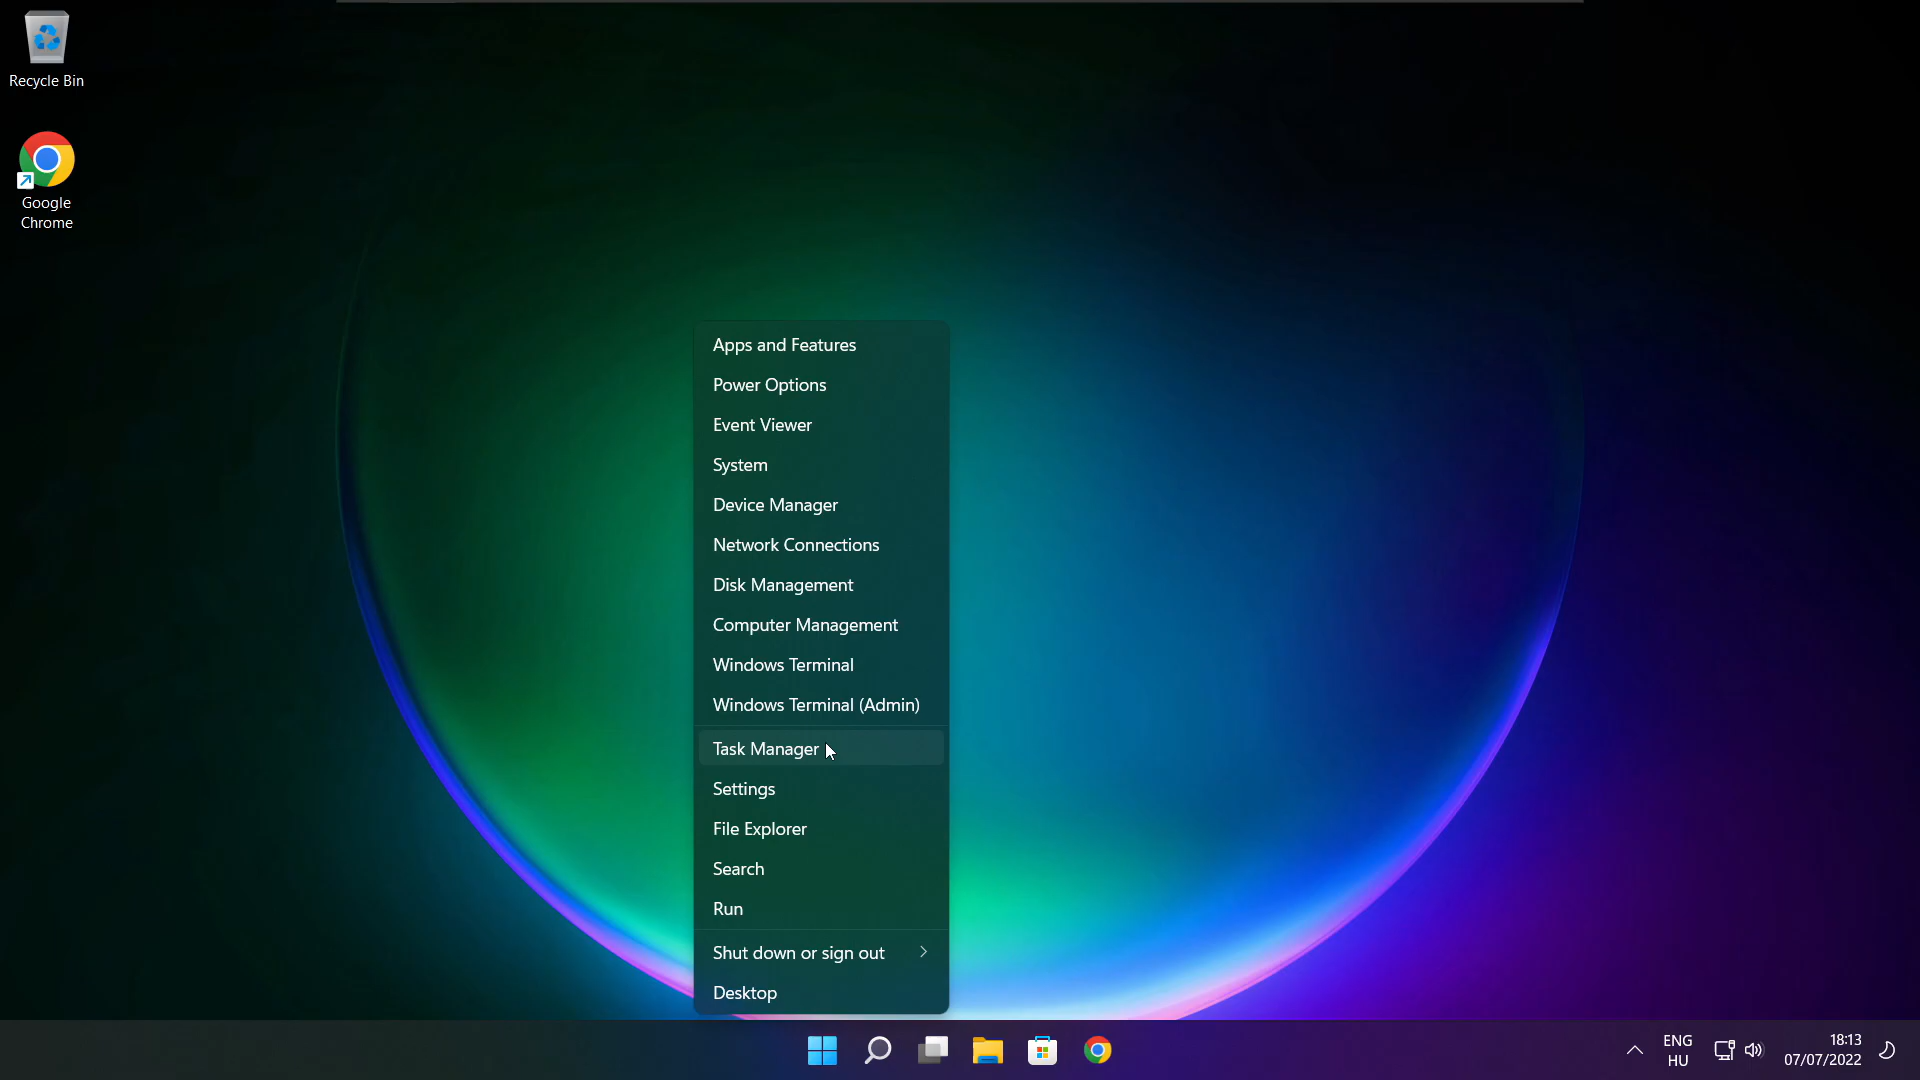 Recycle Bin
Google
Chrome
Apps and Features
Power Options
Event Viewer
System
Device Manager
Network Connections
Disk Management
Computer Management
Windows Terminal
Windows Terminal (Admin)
Task Manager
Settings
File Explorer
Search
Run
Shut down or sign out
Desktop
ENG
HU
18:13
07/07/2022